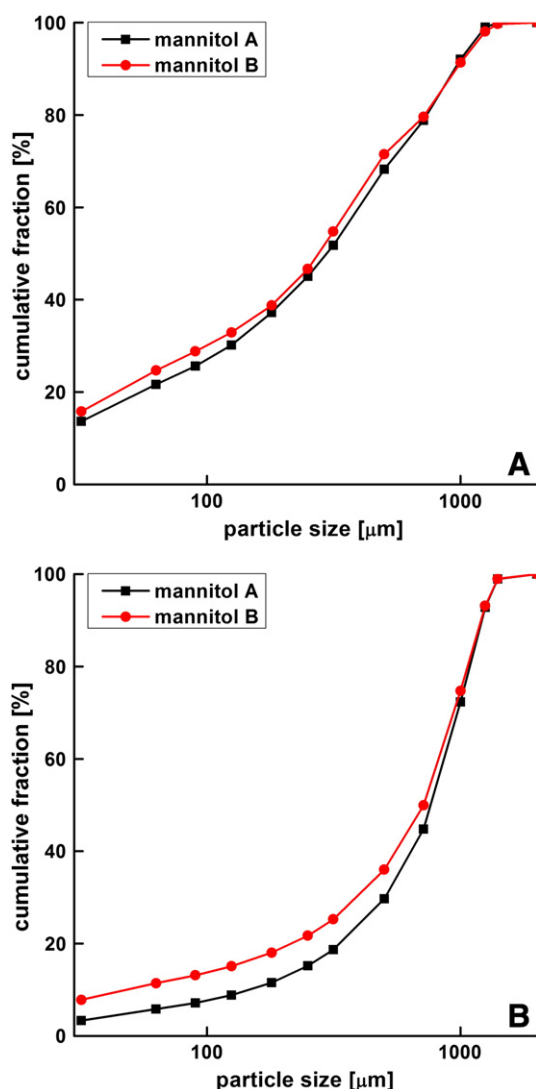 100
80
60
40
20
0
cumulative fraction [%]
mannitol A
mannitol B
A
100
1000
particle size [µm]
100
80
60
40
20
0
cumulative fraction [%]
mannitol A
mannitol B
B
100
1000
particle size [µm]